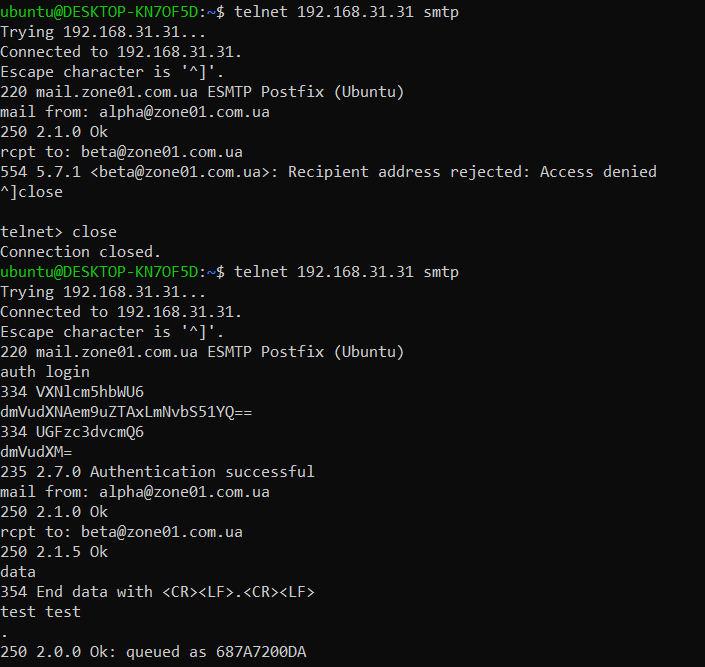 ubuntu@DESKTOP-KN7OF5D:~$ telnet 192.168.31.31 smtp
Trying 192.168.31.31...
Connected to 192.168.31.31.
Escape character is '^]'.
220 mail.zone01.com.ua ESMTP Postfix (Ubuntu)
mail from: alpha@zone01.com.ua
250 2.1.0 Ok
rcpt to: beta@zone01.com.ua
554 5.7.1 <beta@zone01.com.ua>: Recipient address rejected: Access denied
^]close

telnet> close
Connection closed.
ubuntu@DESKTOP-KN7OF5D:~$ telnet 192.168.31.31 smtp
Trying 192.168.31.31...
Connected to 192.168.31.31.
Escape character is '^]'.
220 mail.zone01.com.ua ESMTP Postfix (Ubuntu)
auth login
334 VXNlcm5hbWU6
dmVudXNAem9uZTAxLmNvbS51YQ==
334 UGFzc3dvcmQ6
dmVudXM=
235 2.7.0 Authentication successful
mail from: alpha@zone01.com.ua
250 2.1.0 Ok
rcpt to: beta@zone01.com.ua
250 2.1.5 Ok
data
354 End data with <CR><LF>.<CR><LF>
test test
.
250 2.0.0 Ok: queued as 687A7200DA